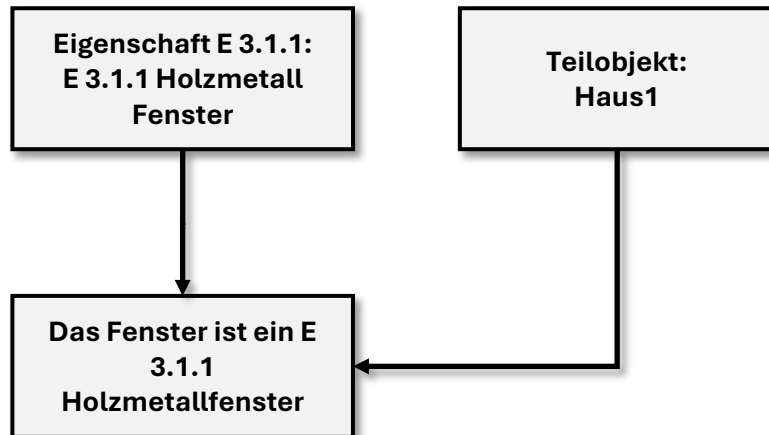 Eigenschaft E 3.1.1:
E 3.1.1 Holzmetall
Fenster
Teilobjekt:
Haus1
Das Fenster ist ein E
3.1.1
Holzmetallfenster